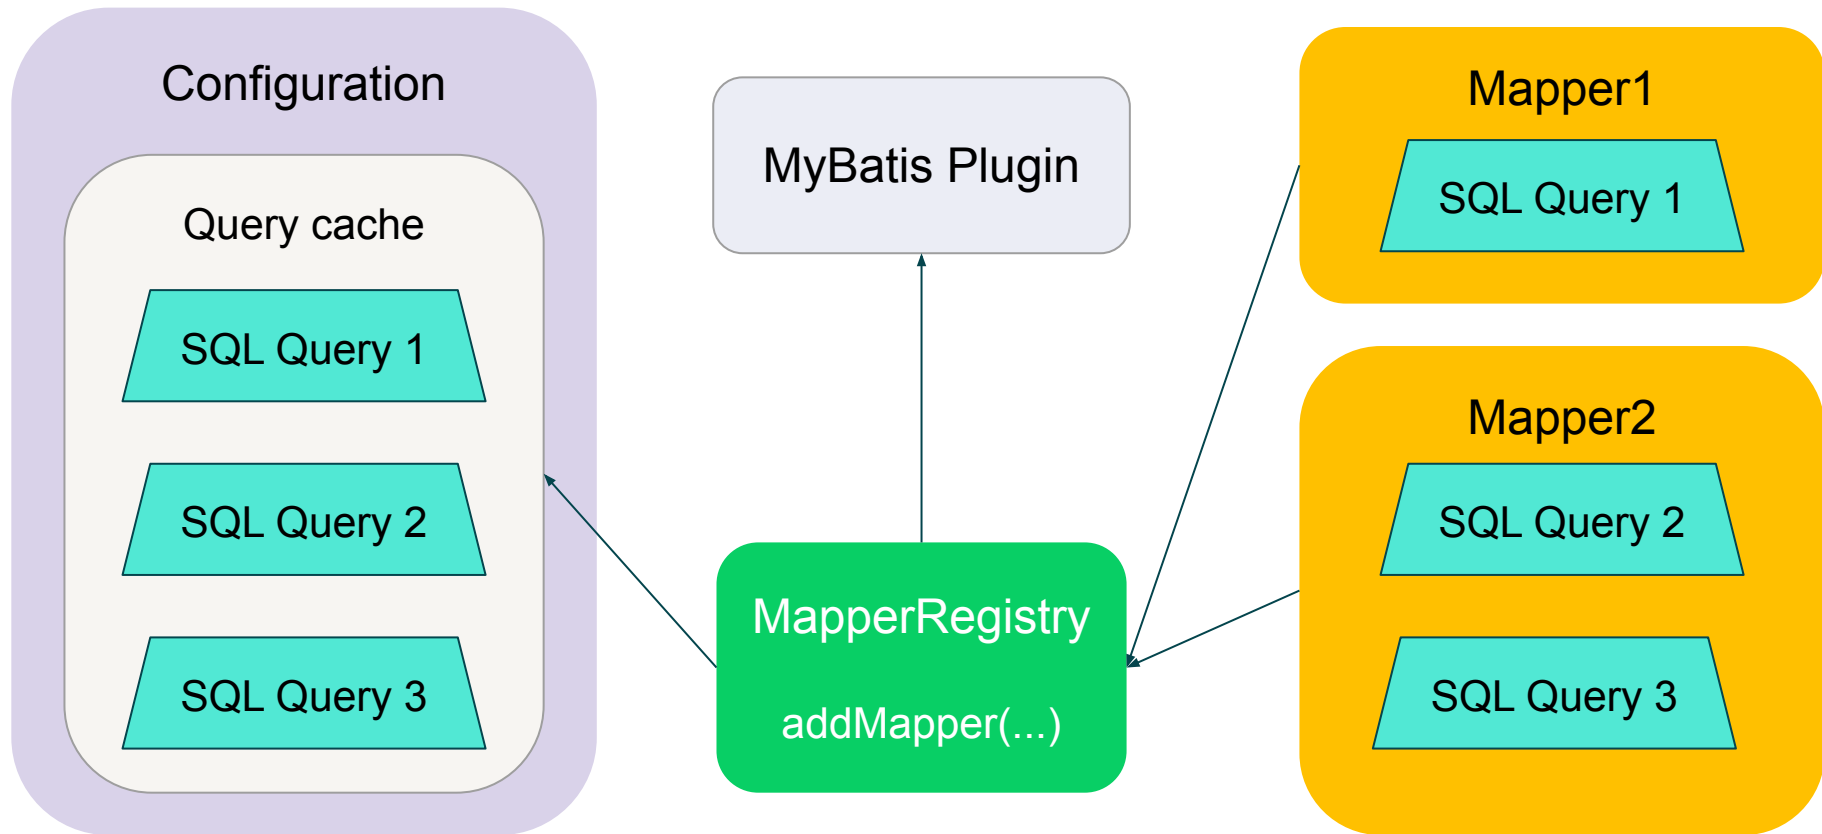 Configuration
Query cache
SQL Query 1
SQL Query 2
SQL Query 3
MyBatis Plugin
MapperRegistry
addMapper(...)
Mapper1
SQL Query 1
Mapper2
SQL Query 2
SQL Query 3